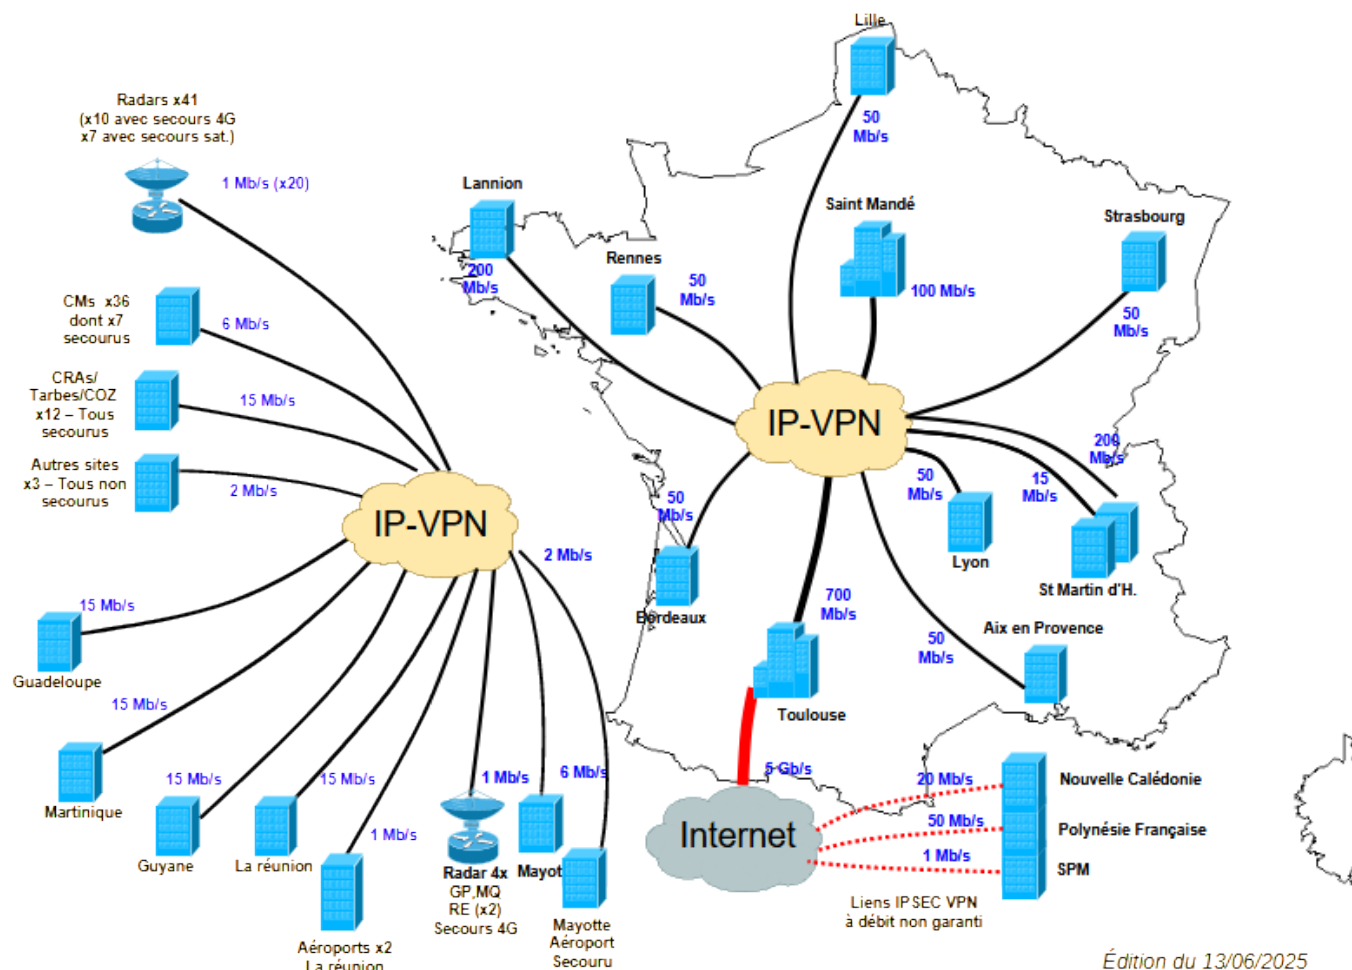 Lille
Radars x41
(x10 avec secours 4G
x7 avec secours sat.)
50
Mb/s
1 Mb/s (x20)
Lannion
Saint Mandé
Strasbourg
Rennes
200
Mb/s
50
Mb/s
100 Mb/s
50
Mb/s
CMs x36
dont x7
secourus
6 Mb/s
CRAs/
Tarbes/COZ
x12 – Tous
secourus
15 Mb/s
IP-VPN
200
Mb/s
Autres sites
x3 – Tous non
secourus
2 Mb/s
50
Mb/s
50
Mb/s
15
Mb/s
IP-VPN
2 Mb/s
Lyon
St Martin d'H.
Bordeaux
700
Mb/s
15 Mb/s
50
Mb/s
Aix en Provence
Guadeloupe
15 Mb/s
Toulouse
15 Mb/s
15 Mb/s
1 Mb/s
6 Mb/s
5 Gb/s
20 Mb/s
Nouvelle Calédonie
Martinique
1 Mb/s
Internet
50 Mb/s
Polynésie Française
Guyane
La réunion
Radar 4x
GP,MQ
RE (x2)
Secours 4G
Mayot
1 Mb/s
SPM
Liens IPSEC VPN
à débit non garanti
Mayotte
Aéroport
Secouru
Aéroports x2
La réunion
Édition du 13/06/2025